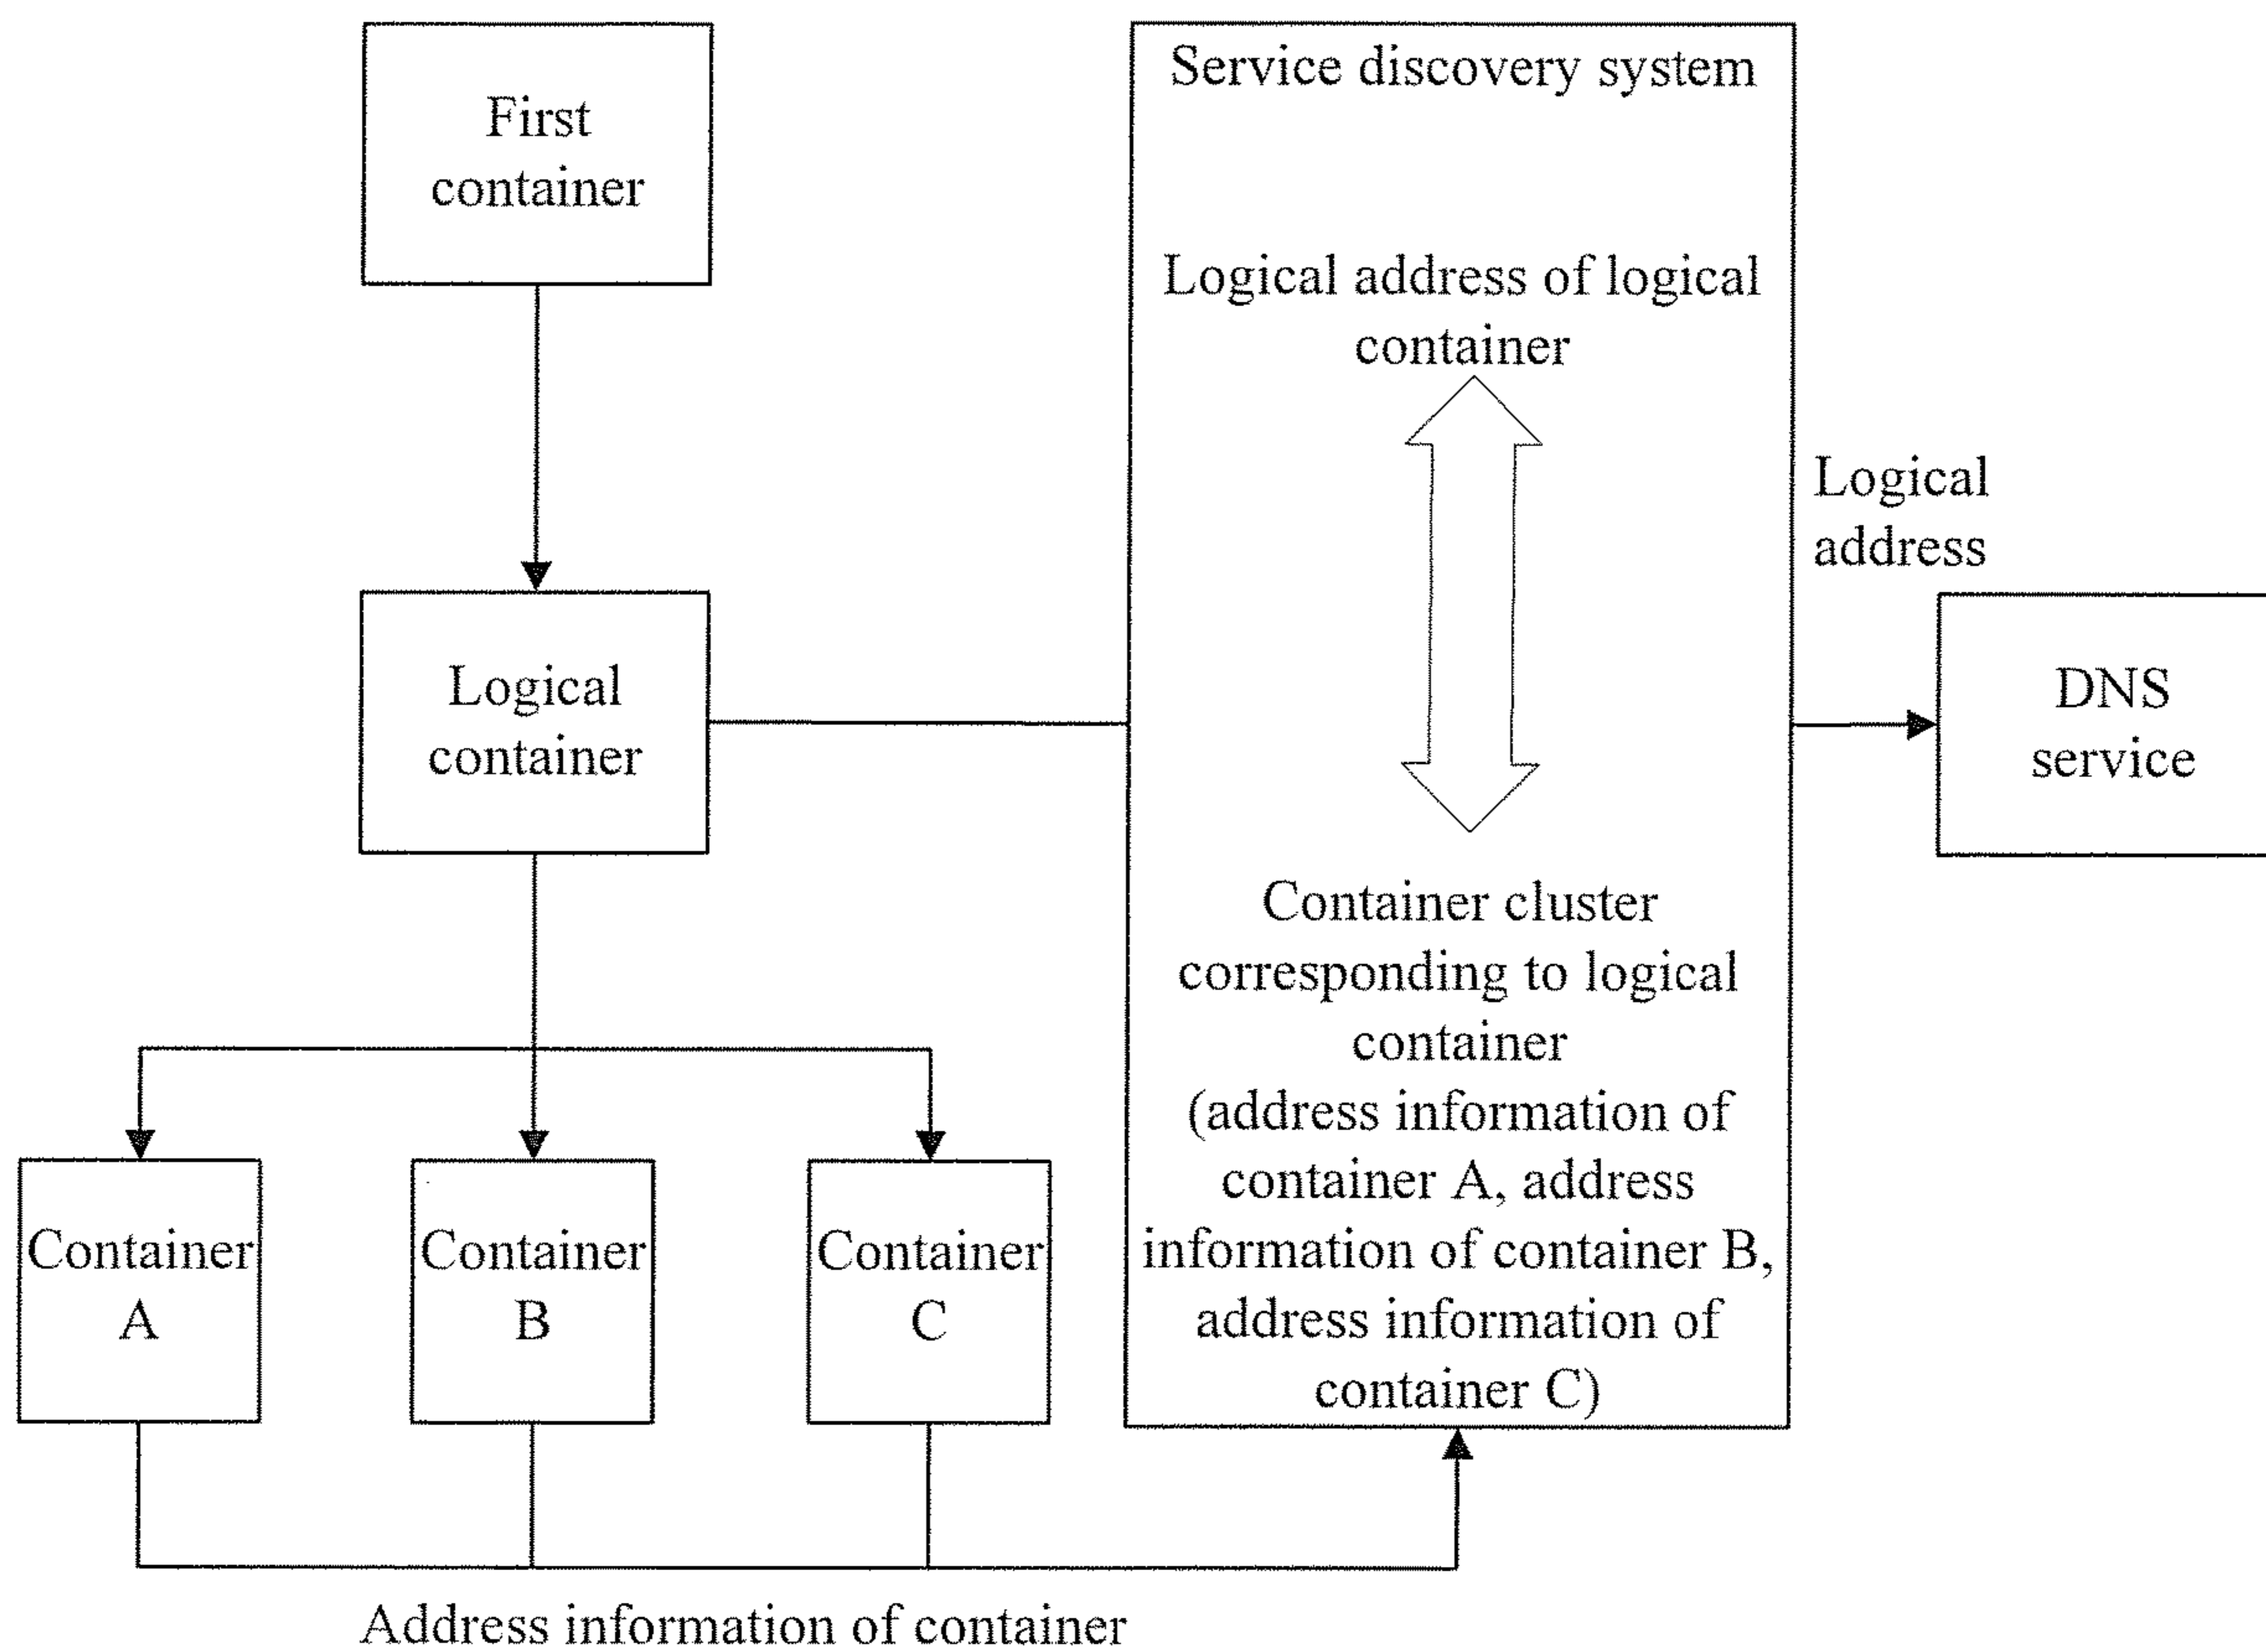 First
container
Service discovery system
Logical address of logical
container
Logical
address
Logical
container
DNS
service
Container cluster
corresponding to logical
container
(address information of
container A, address
information of container B,
address information of
container C)
Container
A
Container
B
Container
C
Address information of container